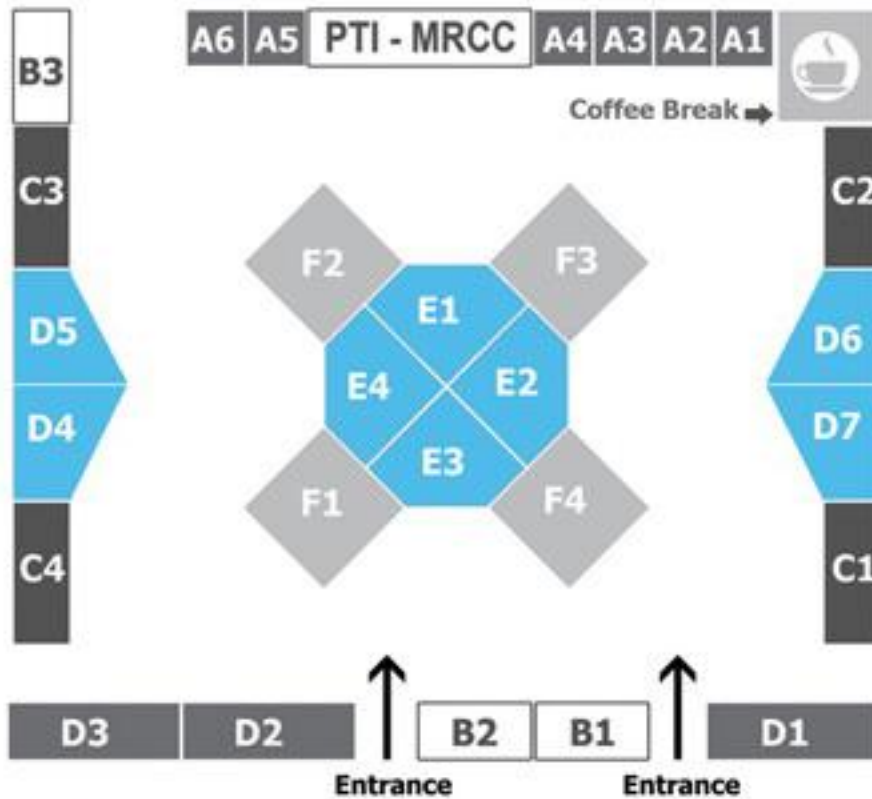 A6 A5 PTI - MRCC A4 A3 A2 A1
B3
Coffee Break
C3
C2
F2
F3
E1
D5
D6
E4
E2
D4
D7
E3
F1
F4
C4
C1
D3
D2
B2
B1
D1
Entrance
Entrance